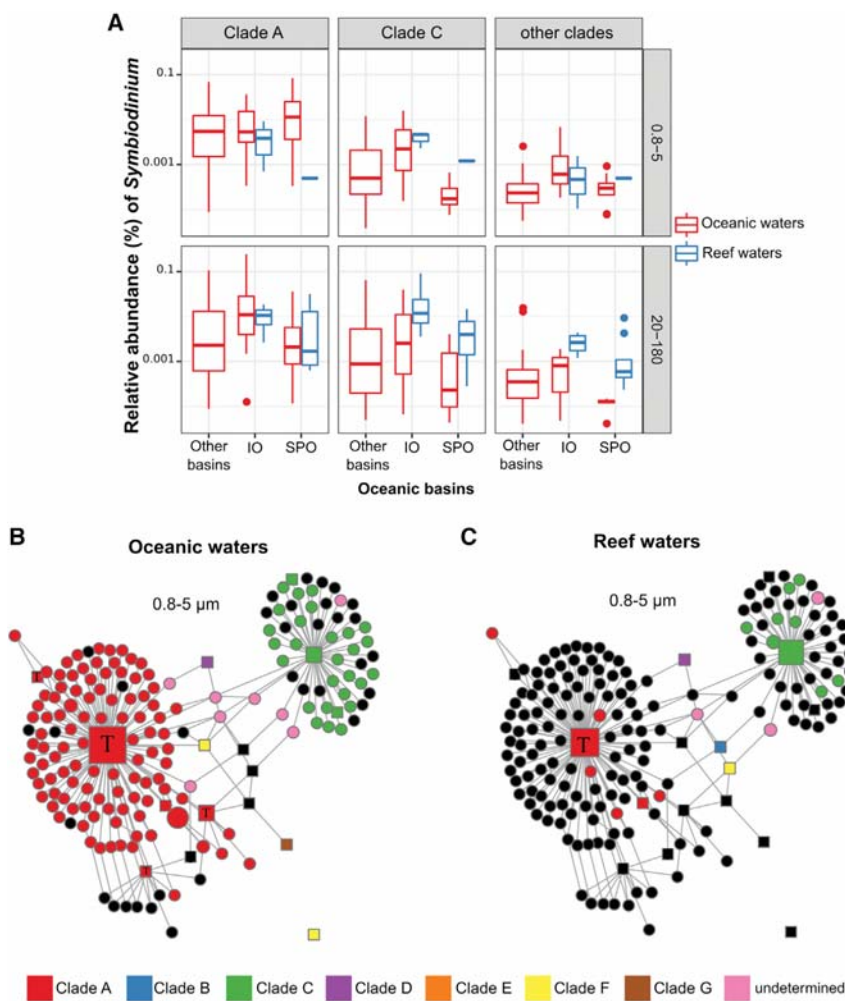 A
Clade A
Clade C
other clades
Relative abundance (%) of Symbiodinium
0.1
0.001
0.8–5
0.1
0.001
20–180
Oceanic waters
Reef waters
Other basins
IO
SPO
Other basins
IO
SPO
Other basins
IO
SPO
Oceanic basins
B
Oceanic waters
0.8-5 µm
T
T
T
T
C
Reef waters
0.8-5 µm
T
Clade A
Clade B
Clade C
Clade D
Clade E
Clade F
Clade G
undetermined